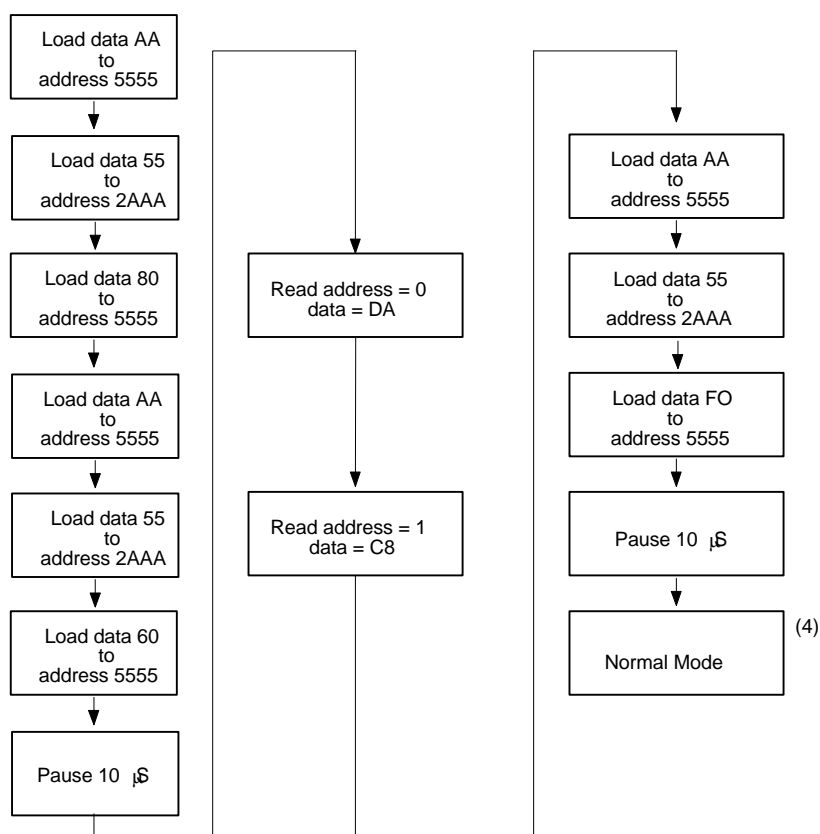 Load data AA
to
address 5555
Load data 55
to
address 2AAA
Load data 80
to
address 5555
Load data AA
to
address 5555
Load data 55
to
address 2AAA
Load data 60
to
address 5555
Pause 10 µS
Read address = 0
data = DA
Read address = 1
data = C8
Load data AA
to
address 5555
Load data 55
to
address 2AAA
Load data FO
to
address 5555
Pause 10 µS
Normal Mode
(4)